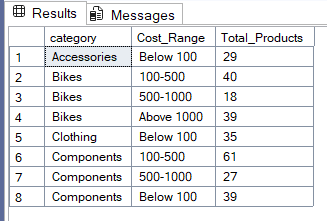 Results Messages
category Cost_Range Total_Products
1 Accessories Below 100 29
2 Bikes 100-500 40
3 Bikes 500-1000 18
4 Bikes Above 1000 39
5 Clothing Below 100 35
6 Components 100-500 61
7 Components 500-1000 27
8 Components Below 100 39